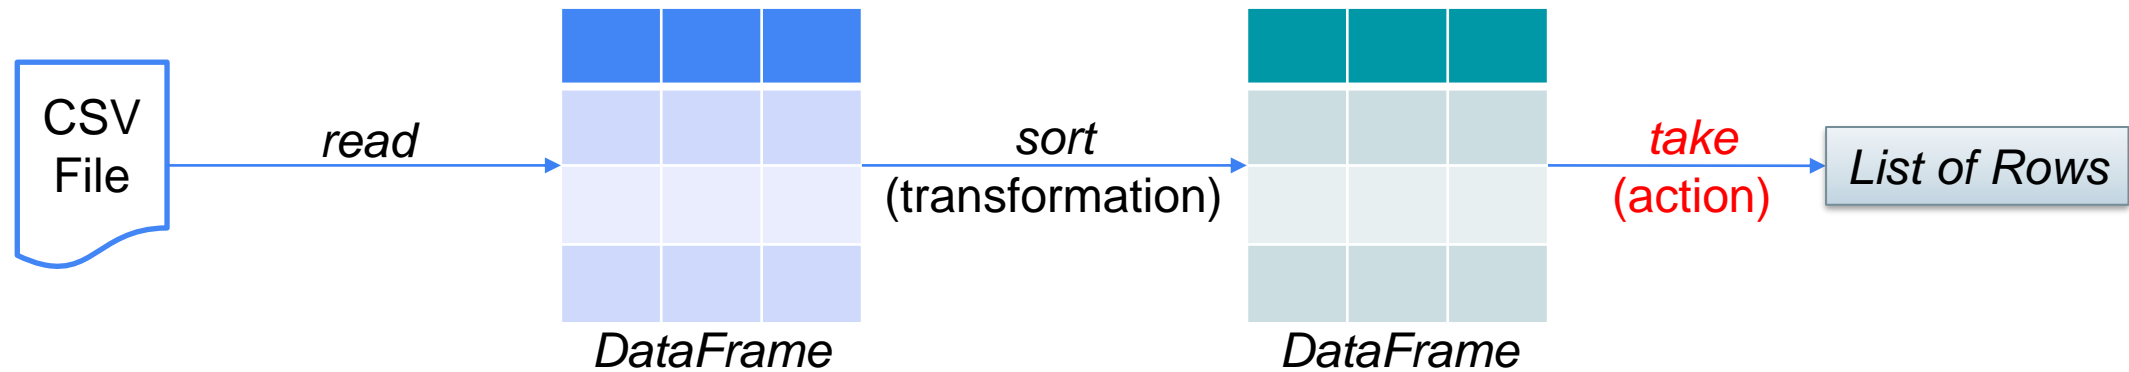 CSV
File
read
DataFrame
sort
(transformation)
DataFrame
take
(action)
List of Rows